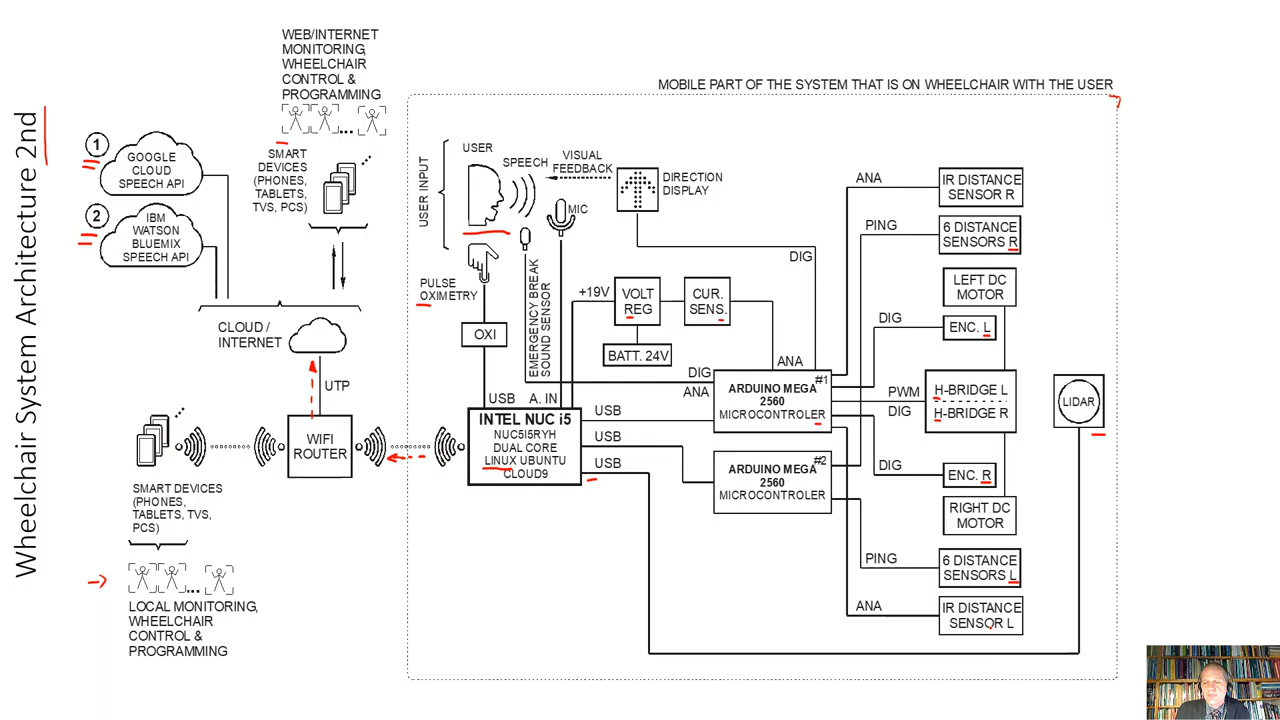 Wheelchair System Architecture 2nd
WEB/INTERNET
MONITORING,
WHEELCHAIR
CONTROL &
PROGRAMMING
...
1
GOOGLE
CLOUD
SPEECH API
2
IBM
WATSON
BLUEMIX
SPEECH API
SMART
DEVICES
(PHONES,
TABLETS,
TVS, PCS)
CLOUD /
INTERNET
UTP
WIFI
ROUTER
SMART DEVICES
(PHONES,
TABLETS, TVS,
PCS)
...
LOCAL MONITORING,
WHEELCHAIR
CONTROL &
PROGRAMMING
MOBILE PART OF THE SYSTEM THAT IS ON WHEELCHAIR WITH THE USER
USER INPUT
USER
SPEECH
VISUAL
FEEDBACK
DIRECTION
DISPLAY
MIC
PULSE
OXIMETRY
OXI
EMERGENCY BREAK
SOUND SENSOR
+19V
VOLT
REG
CUR.
SENS.
BATT. 24V
DIG
ANA
DIG
ANA
USB
A. IN
INTEL NUC i5
NUC5I5RYH
DUAL CORE
LINUX UBUNTU
CLOUD9
USB
USB
USB
#1
ARDUINO MEGA
2560
MICROCONTROLER
#2
ARDUINO MEGA
2560
MICROCONTROLER
ANA
IR DISTANCE
SENSOR R
PING
6 DISTANCE
SENSORS R
LEFT DC
MOTOR
DIG
ENC. L
PWM
DIG
H-BRIDGE L
H-BRIDGE R
LIDAR
DIG
ENC. R
RIGHT DC
MOTOR
PING
6 DISTANCE
SENSORS L
ANA
IR DISTANCE
SENSOR L